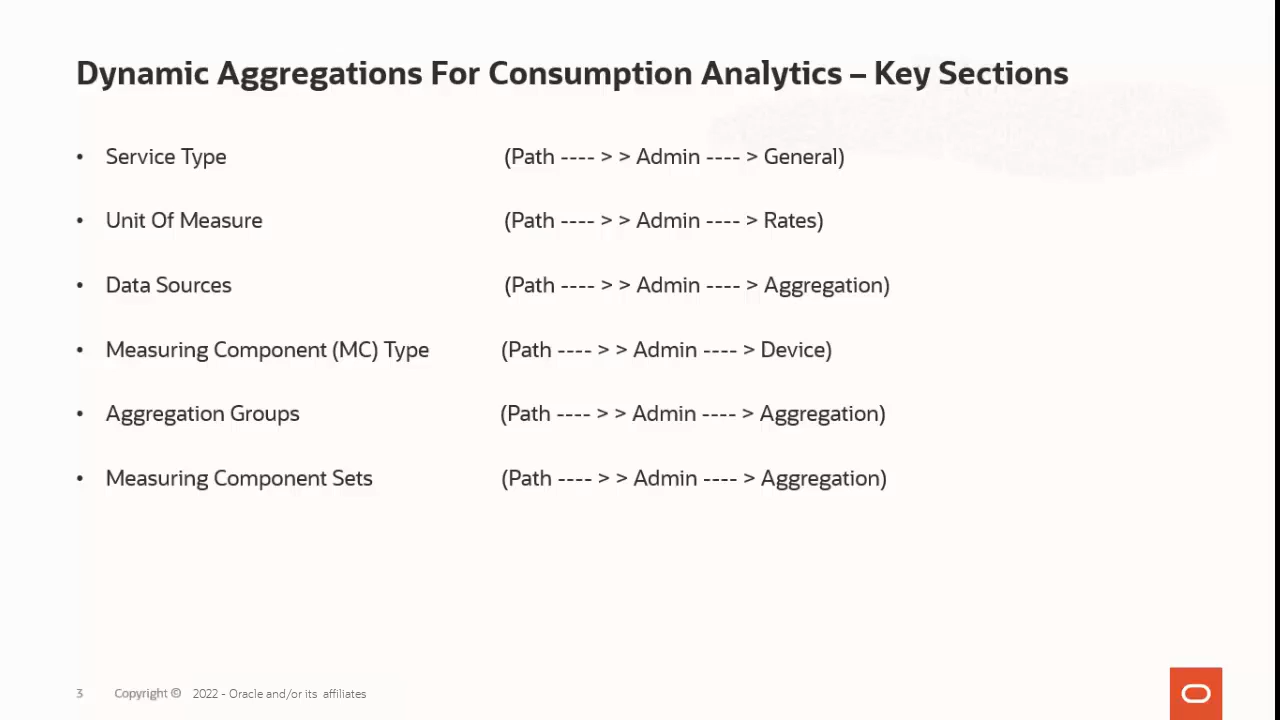 Dynamic Aggregations For Consumption Analytics – Key Sections
• Service Type (Path ---- > > Admin ---- > General)
• Unit Of Measure (Path ---- > > Admin ---- > Rates)
• Data Sources (Path ---- > > Admin ---- > Aggregation)
• Measuring Component (MC) Type (Path ---- > > Admin ---- > Device)
• Aggregation Groups (Path ---- > > Admin ---- > Aggregation)
• Measuring Component Sets (Path ---- > > Admin ---- > Aggregation)
3 Copyright © 2022 - Oracle and/or its affiliates